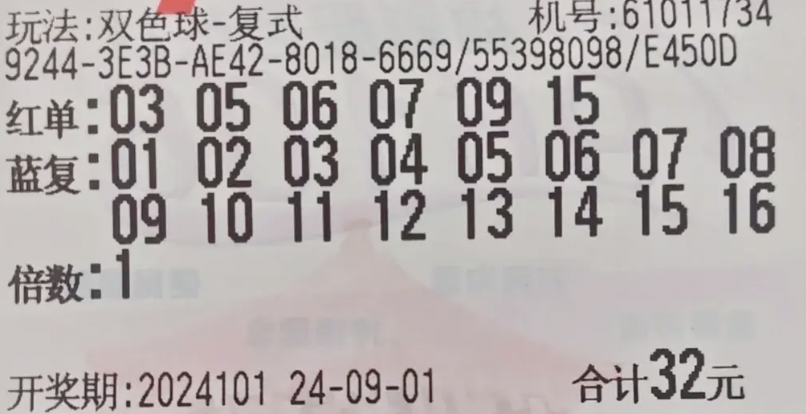 玩法:双色球-复式 机号:61011734
9244-3E3B-AE42-8018-6669/55398098/E450D
红单:03 05 06 07 09 15
蓝复:01 02 03 04 05 06 07 08
09 10 11 12 13 14 15 16
倍数:1
开奖期:2024101 24-09-01 合计32元